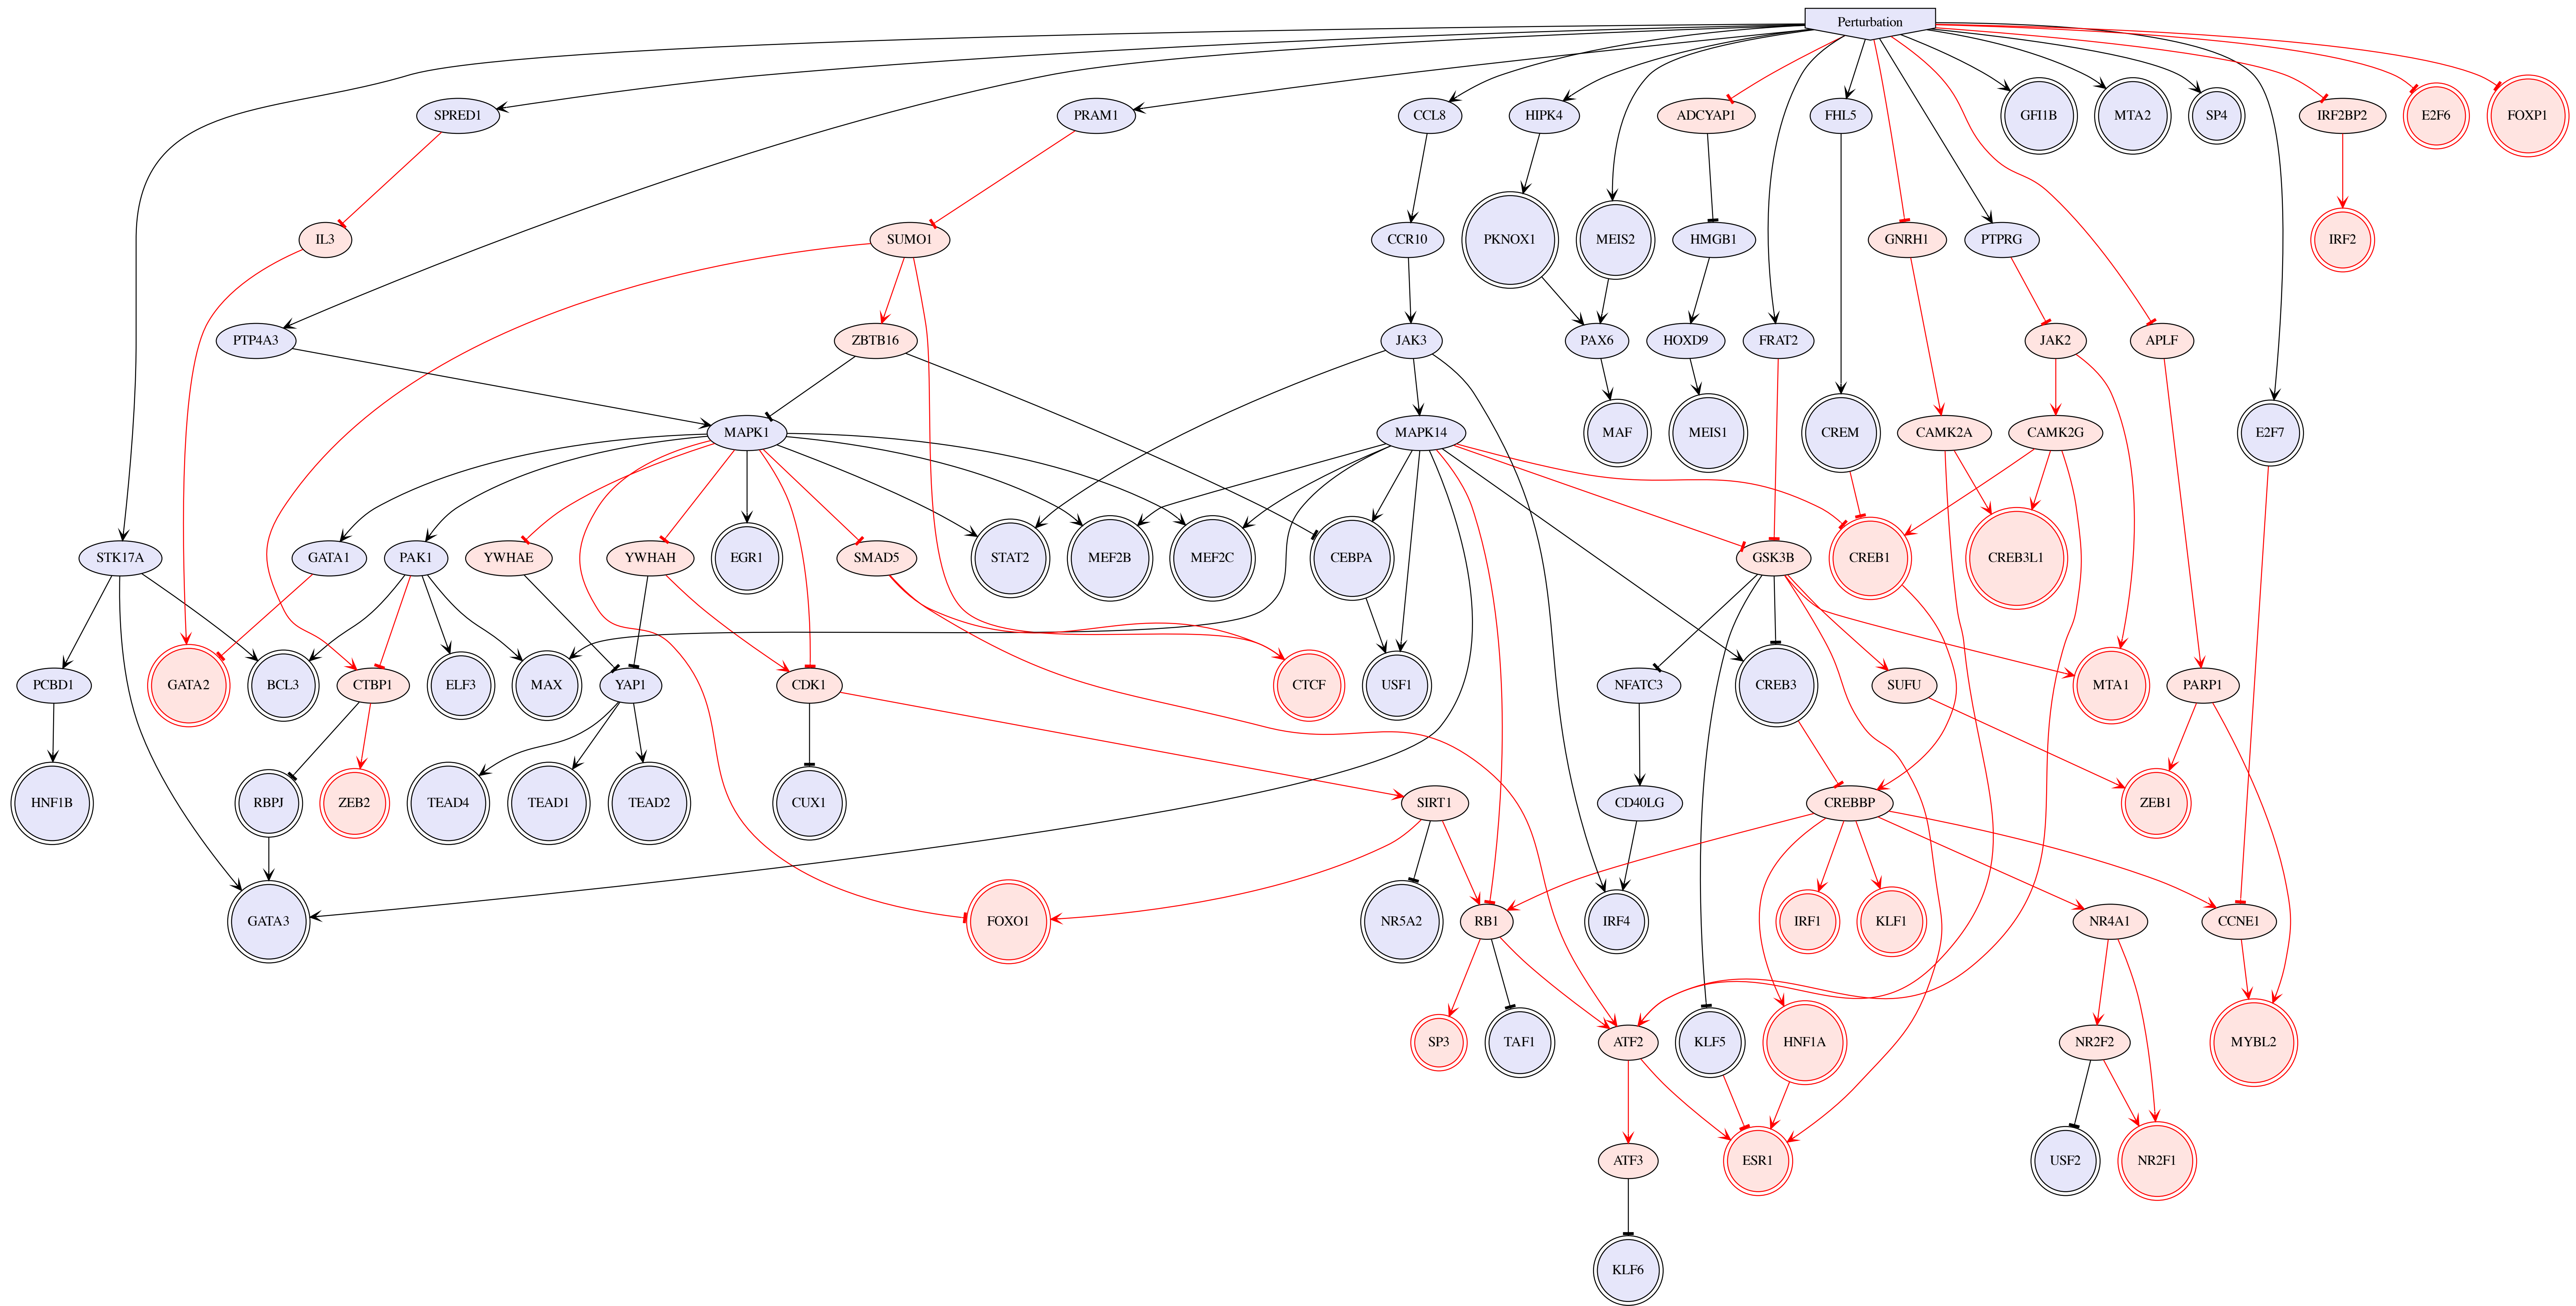 Perturbation
SPRED1
PRAM1
CCL8
HIPK4
ADCYAP1
FHL5
GFI1B
MTA2
SP4
IRF2BP2
E2F6
FOXP1
IL3
SUMO1
CCR10
PKNOX1
MEIS2
HMGB1
GNRH1
PTPRG
IRF2
PTP4A3
ZBTB16
JAK3
PAX6
HOXD9
FRAT2
JAK2
APLF
MAPK1
MAPK14
MAF
MEIS1
CREM
CAMK2A
CAMK2G
E2F7
STK17A
GATA1
PAK1
YWHAE
YWHAH
EGR1
SMAD5
STAT2
MEF2B
MEF2C
CEBPA
GSK3B
CREB1
CREB3L1
PCBD1
GATA2
BCL3
CTBP1
ELF3
MAX
YAP1
CDK1
CTCF
USF1
NFATC3
CREB3
SUFU
MTA1
PARP1
HNF1B
RBPJ
ZEB2
TEAD4
TEAD1
TEAD2
CUX1
SIRT1
CD40LG
CREBBP
ZEB1
GATA3
FOXO1
NR5A2
RB1
IRF4
IRF1
KLF1
NR4A1
CCNE1
SP3
TAF1
ATF2
KLF5
HNF1A
NR2F2
MYBL2
ATF3
ESR1
USF2
NR2F1
KLF6